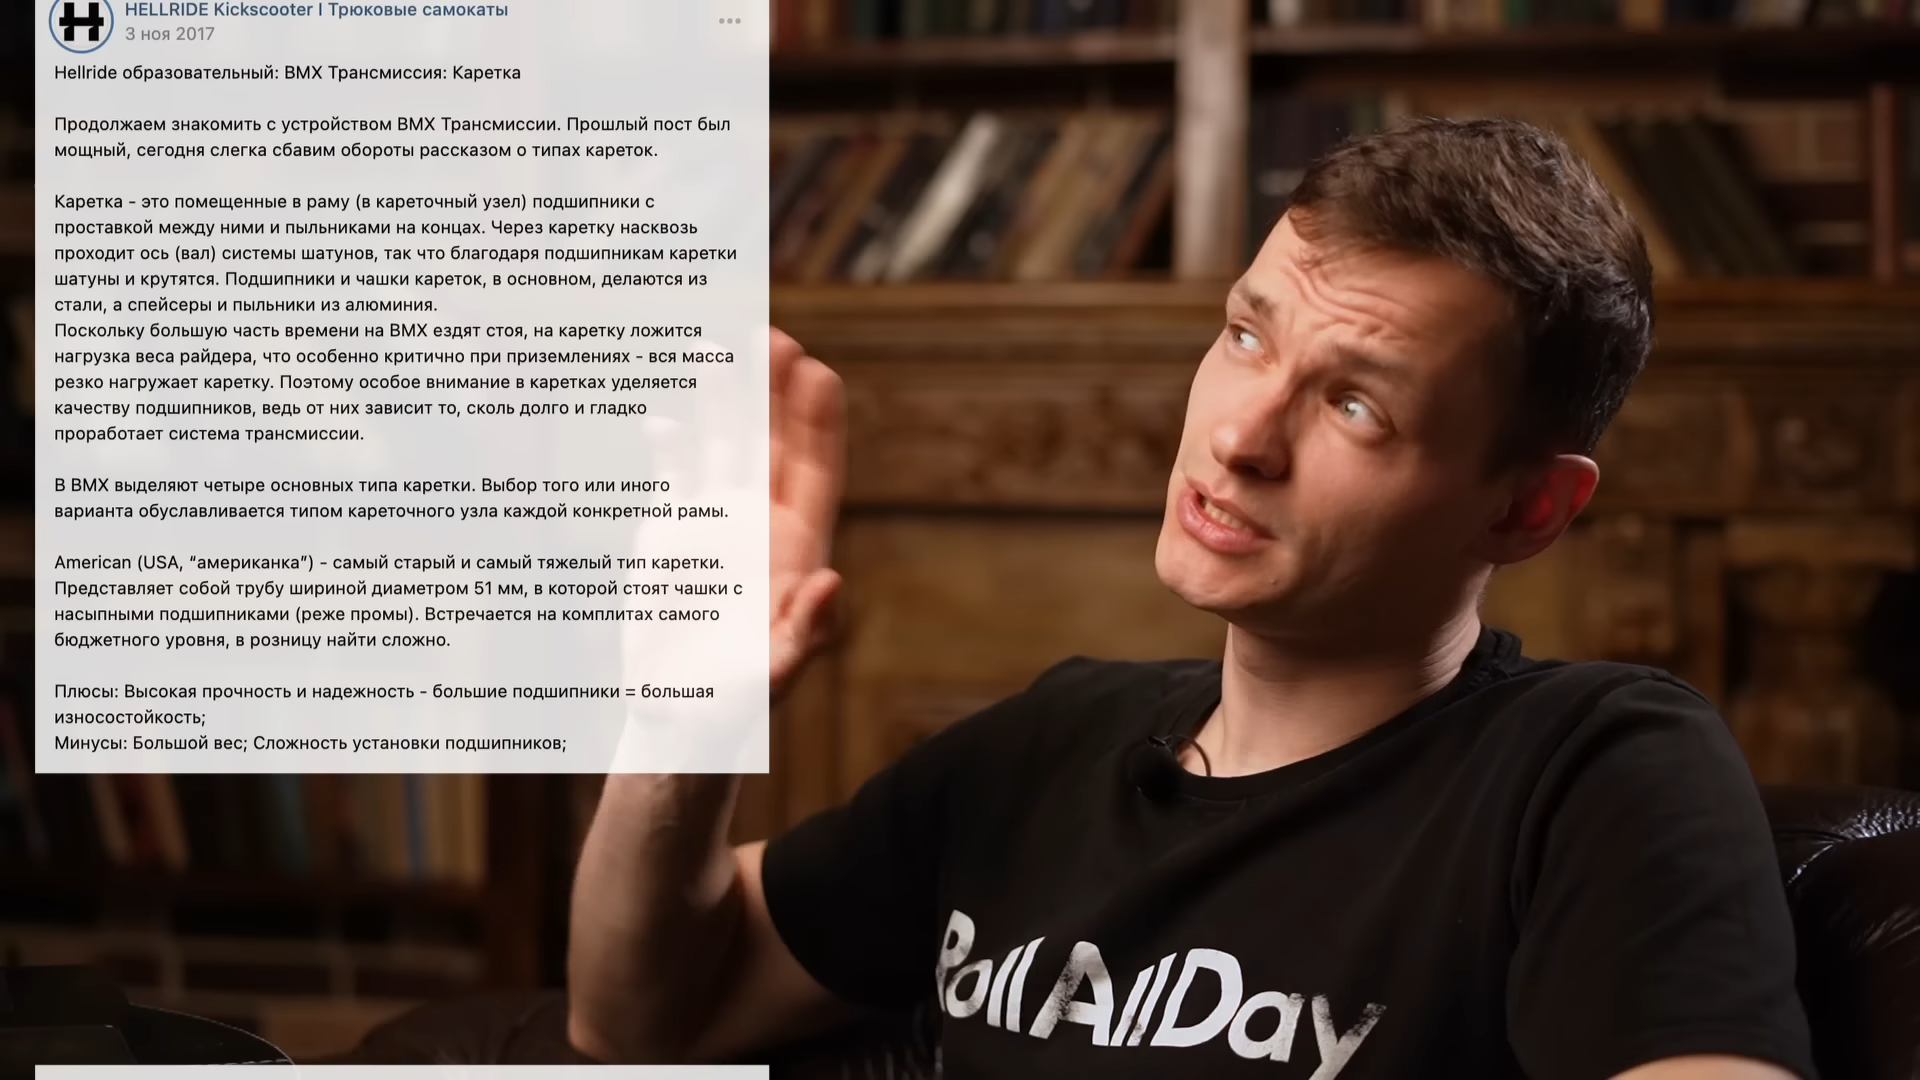 HELLRIDE Kickscooter I Трюковые самокаты
3 ноя 2017
Hellride образовательный: BMX Трансмиссия: Каретка
Продолжаем знакомить с устройством BMX Трансмиссии. Прошлый пост был
мощный, сегодня слегка сбавим обороты рассказом о типах кареток.
Каретка - это помещенные в раму (в кареточный узел) подшипники с
проставкой между ними и пыльниками на концах. Через каретку насквозь
проходит ось (вал) системы шатунов, так что благодаря подшипникам каретки
шатуны и крутятся. Подшипники и чашки кареток, в основном, делаются из
стали, а спейсеры и пыльники из алюминия.
Поскольку большую часть времени на BMX ездят стоя, на каретку ложится
нагрузка веса райдера, что особенно критично при приземлениях - вся масса
резко нагружает каретку. Поэтому особое внимание в каретках уделяется
качеству подшипников, ведь от них зависит то, сколь долго и гладко
проработает система трансмиссии.
В BMX выделяют четыре основных типа каретки. Выбор того или иного
варианта обуславливается типом кареточного узла каждой конкретной рамы.
American (USA, “американка”) - самый старый и самый тяжелый тип каретки.
Представляет собой трубу шириной диаметром 51 мм, в которой стоят чашки с
насыпными подшипниками (реже промы). Встречается на комплитах самого
бюджетного уровня, в розницу найти сложно.
Плюсы: Высокая прочность и надежность - большие подшипники = большая
износостойкость;
Минусы: Большой вес; Сложность установки подшипников;
Roll All Day